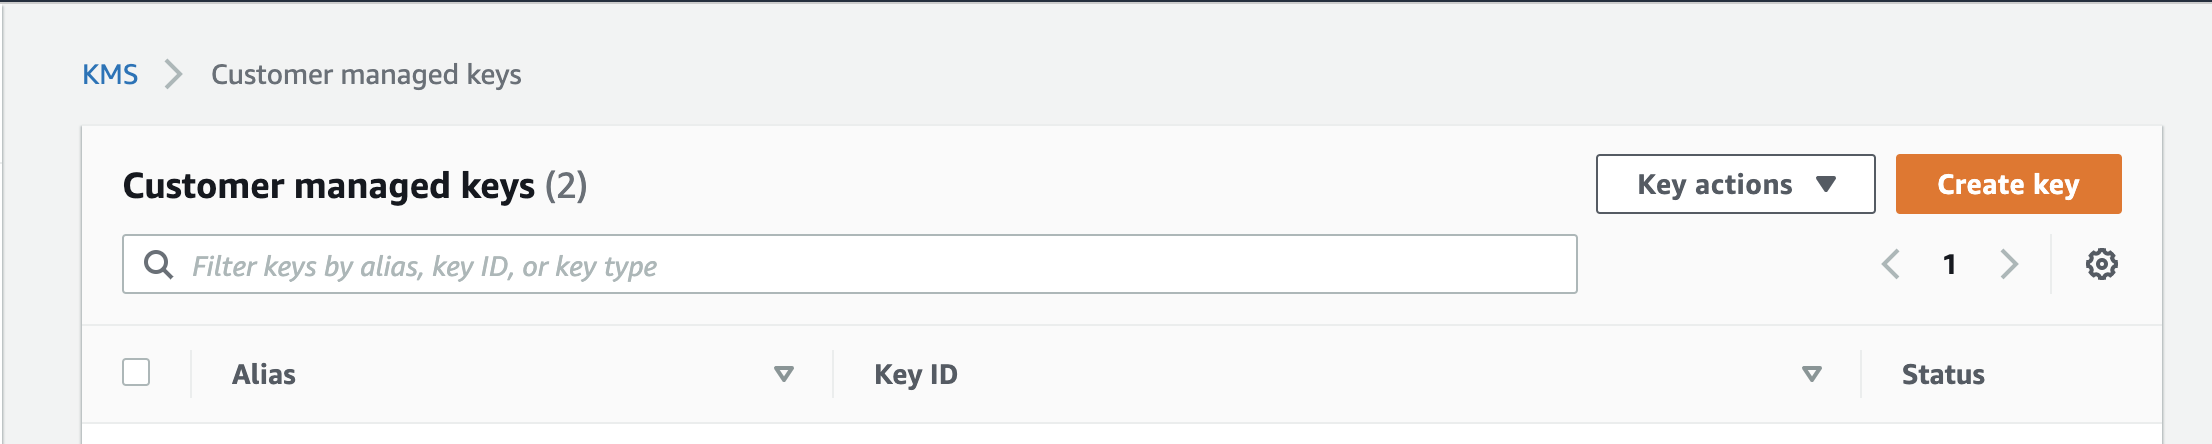 KMS Customer managed keys
Customer managed keys (2)
Key actions Create key
Filter keys by alias, key ID, or key type
1
Alias Key ID Status